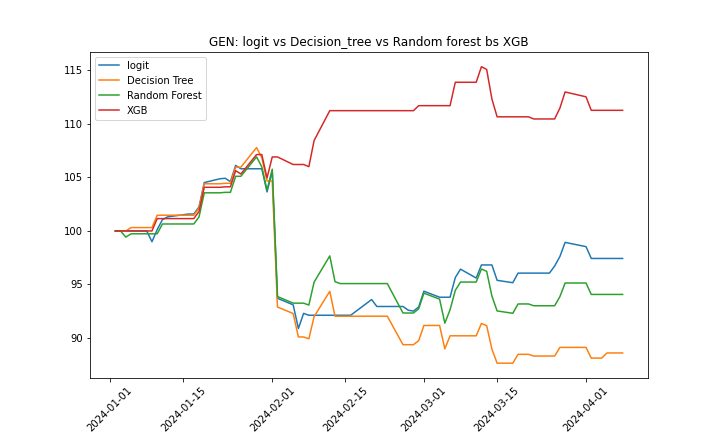 GEN: logit vs Decision_tree vs Random forest bs XGB
logit
Decision Tree
Random Forest
XGB
115
110
105
100
95
90
2024-01-01
2024-01-15
2024-02-01
2024-02-15
2024-03-01
2024-03-15
2024-04-01